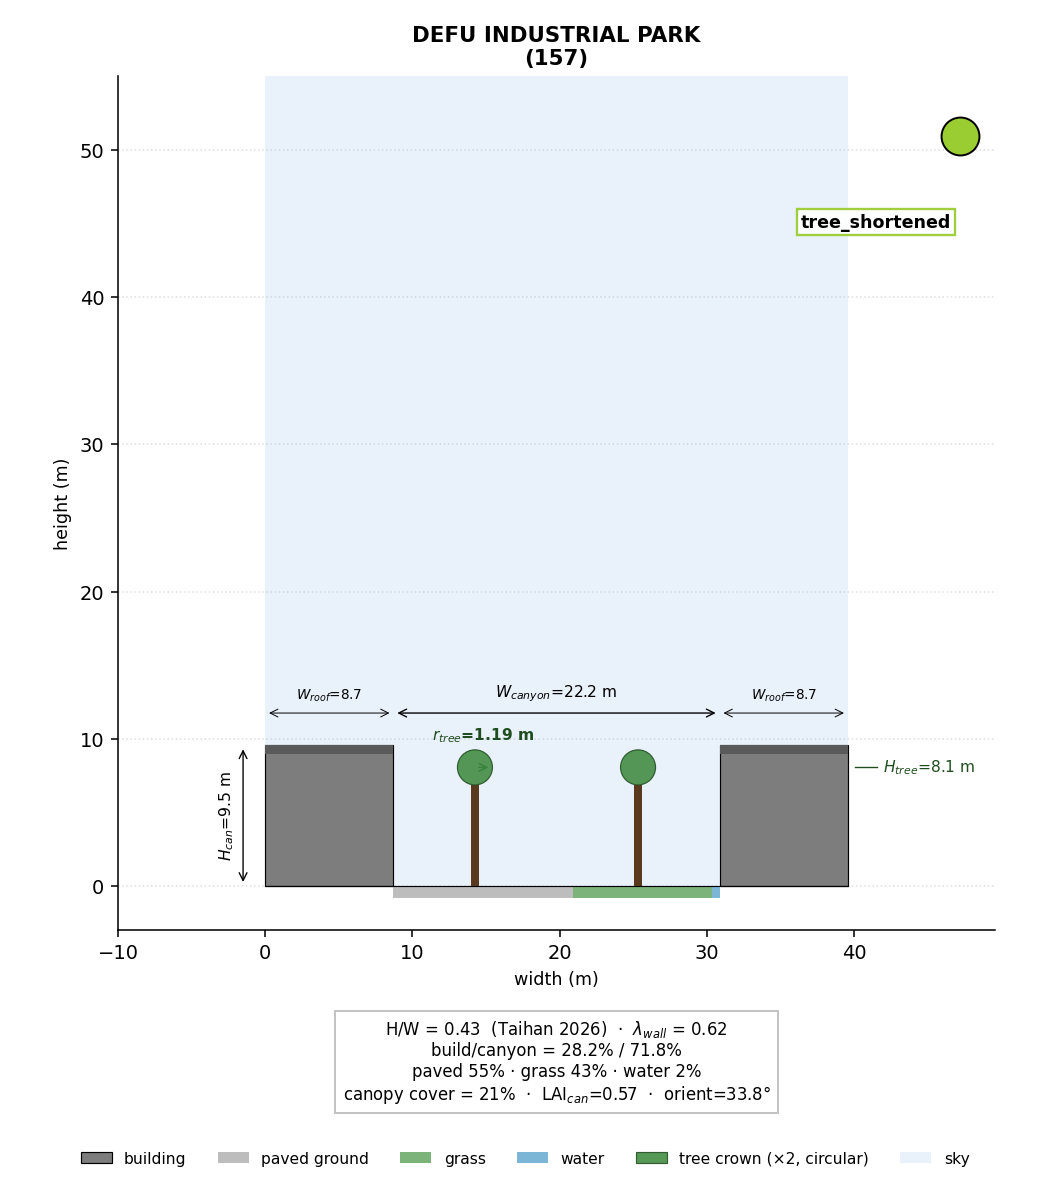 DEFU INDUSTRIAL PARK
(157)
50
40
30
20
10
0
height (m)
tree_shortened
W_roof=8.7
W_canyon=22.2 m
W_roof=8.7
r_tree=1.19 m
H_tree=8.1 m
H_can=9.5 m
−10
0
10
20
30
40
width (m)
H/W = 0.43 (Taihan 2026) · λ_wall = 0.62
build/canyon = 28.2% / 71.8%
paved 55% · grass 43% · water 2%
canopy cover = 21% · LAI_can=0.57 · orient=33.8°
building
paved ground
grass
water
tree crown (×2, circular)
sky